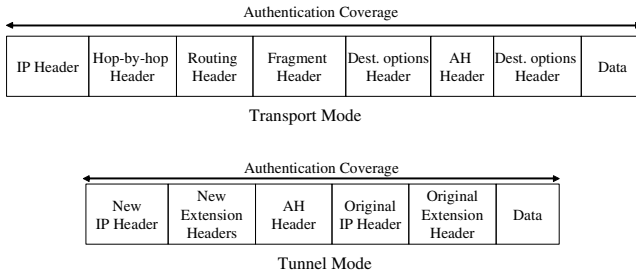 Authentication Coverage
IP Header
Hop-by-hop
Header
Routing
Header
Fragment
Header
Dest. options
Header
AH
Header
Dest. options
Header
Data
Transport Mode
Authentication Coverage
New
IP Header
New
Extension
Headers
AH
Header
Original
IP Header
Original
Extension
Header
Data
Tunnel Mode